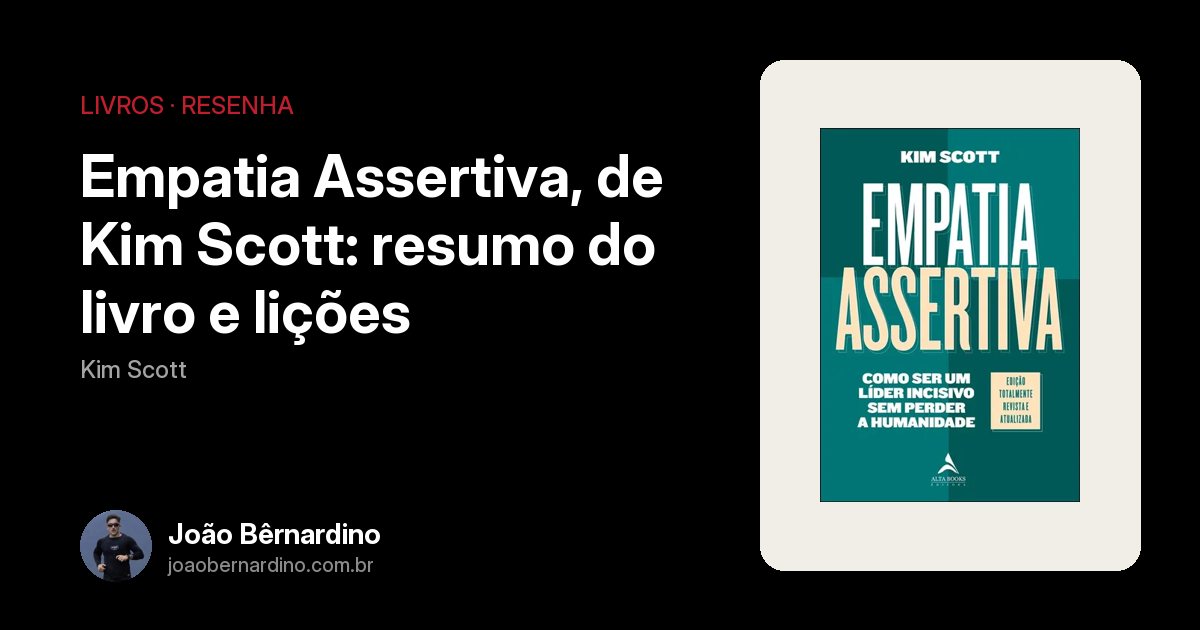 LIVROS · RESENHA
Empatia Assertiva, de
Kim Scott: resumo do
livro e lições
Kim Scott
João Bêrnardino
joaobernardino.com.br
KIM SCOTT
EMPATIA
ASSERTIVA
COMO SER UM
LÍDER INCISIVO
SEM PERDER
A HUMANIDADE
EDIÇÃO
TOTALMENTE
REVISTA E
ATUALIZADA
ALTA BOOKS
EDITORA